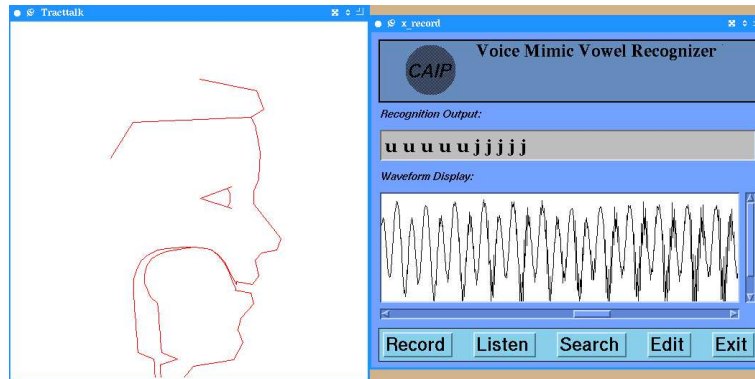 Tracttalk
x_record
CAIP
Voice Mimic Vowel Recognizer
Recognition Output:
u u u u u j j j j j
Waveform Display:
Record Listen Search Edit Exit